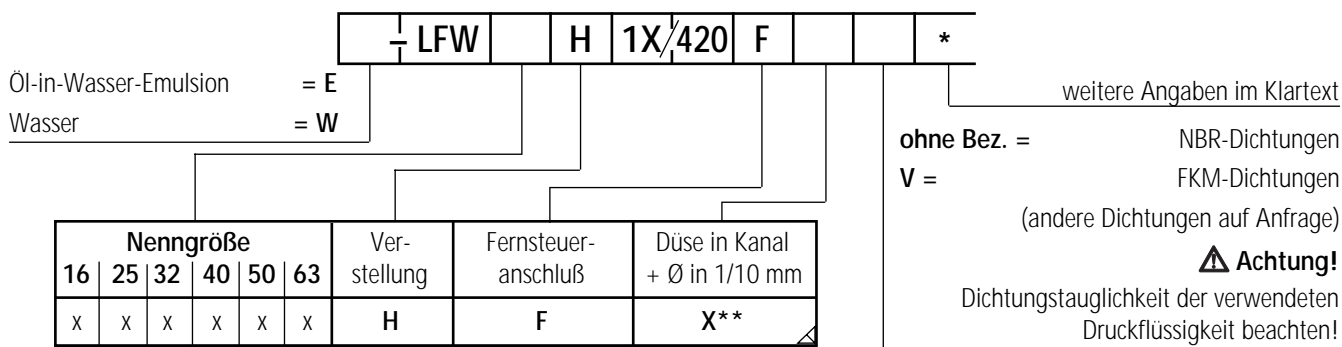 – LFW H 1X/420 F *
Öl-in-Wasser-Emulsion = E
Wasser = W
weitere Angaben im Klartext
ohne Bez. = NBR-Dichtungen
V = FKM-Dichtungen
(andere Dichtungen auf Anfrage)
⚠ Achtung!
Dichtungstauglichkeit der verwendeten
Druckflüssigkeit beachten!
Nenngröße Ver- Fernsteuer- Düse in Kanal
16 25 32 40 50 63 stellung anschluß + Ø in 1/10 mm
x x x x x x H F X**